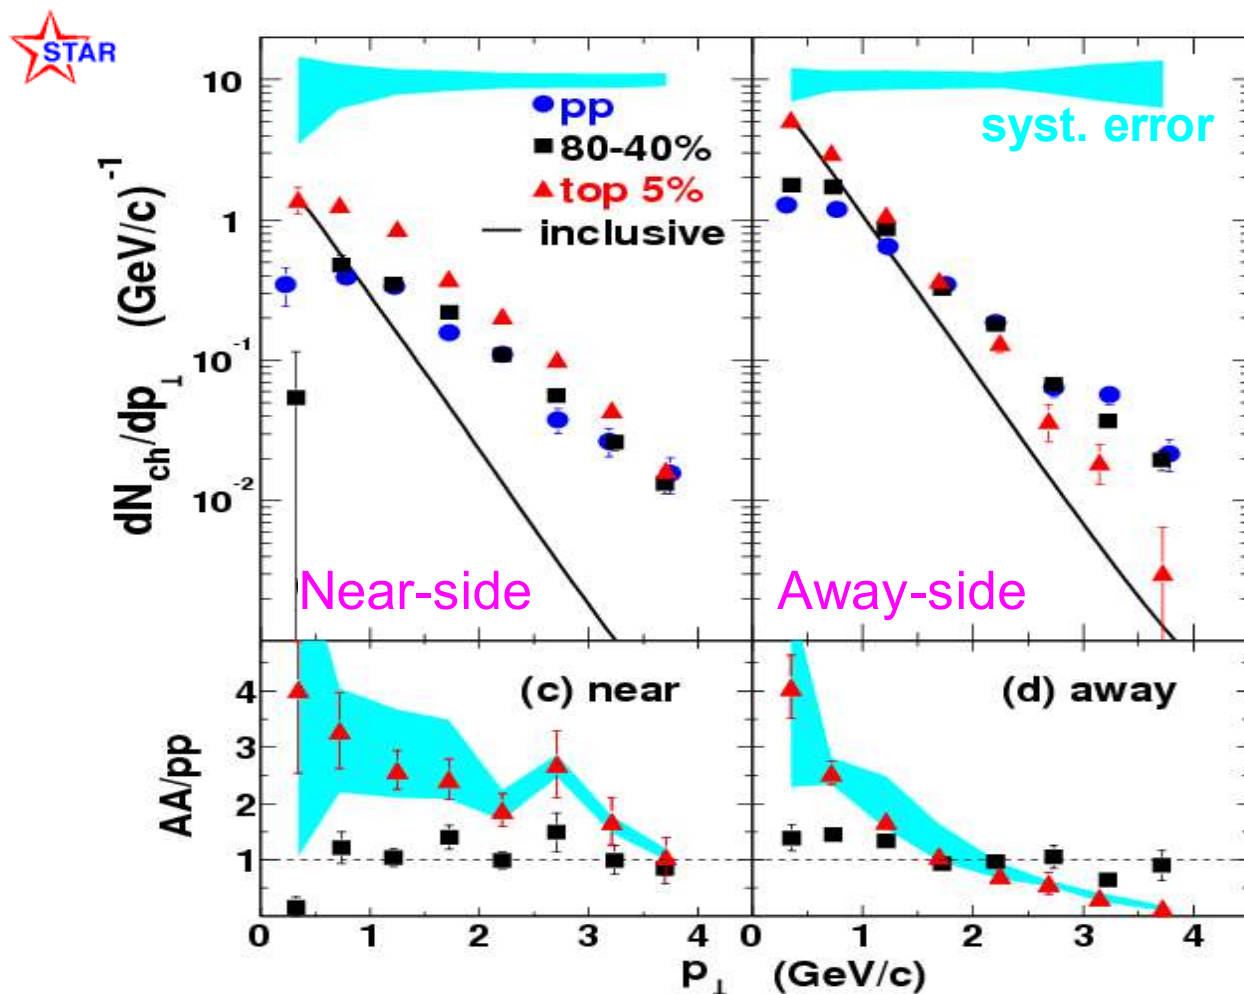 STAR
10
1
10^-1
10^-2
dN_ch/dp_⊥ (GeV/c)^-1
pp
80-40%
top 5%
inclusive
syst. error
Near-side
Away-side
(c) near
(d) away
4
3
2
1
AA/pp
0 1 2 3 4
0 1 2 3 4
p_⊥ (GeV/c)